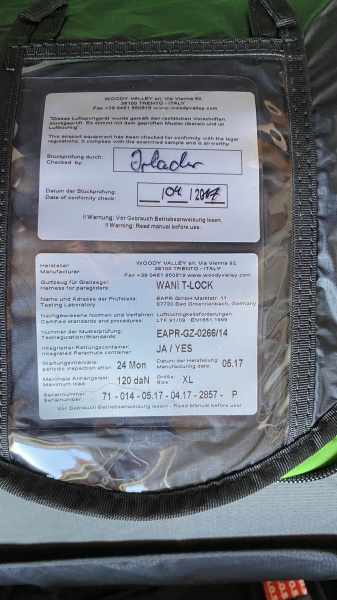 WOODY VALLEY srl, Via Vienna 92,
38100 TRENTO - ITALY
Fax +39 0461 950819 www.woodyvalley.com
"Dieses Luftsportgerät wurde gemäß den rechtlichen Vorschriften
stückgeprüft. Es stimmt mit dem geprüften Muster überein und ist
lufttüchtig."
This airsport equipment has been checked for conformity with the legal
regulations, it complies with the examined sample and is airworthy.
Stückprüfung durch:
Checked by:
Datum der Stückprüfung:
Date of conformity check:
/04/2017
!! Warnung: Vor Gebrauch Betriebsanweisung lesen.
!! Warning: Read manual before use.
Hersteller:
Manufacturer:
WOODY VALLEY srl, Via Vienna 92,
38100 TRENTO - ITALY
Fax +39 0461 950819 www.woodyvalley.com
Gurtzeug für Gleitsegel
Harness for paragliders:
WANI T-LOCK
Name und Adresse der Prüfstelle:
Testing Laboratory
EAPR GmbH Marktstr. 11
87730 Bad Groenenbach, Germany
Nachgewiesene Normen und Verfahren:
Certified standards and procedures:
Lufttüchtigkeitsforderungen
LTF 91/09 EN1651:1999
Nummer der Musterprüfung:
Testregulation/Standard:
EAPR-GZ-0266/14
Integrierter Rettungscontainer:
Integrated Parachute container:
JA / YES
Wartungsintervalle
periodic inspection after:
24 Mon
Datum der Herstellung
Manufacturing date:
05.17
Maximale Anhängelast:
Maximum load:
120 daN
Größe
Size
XL
Seriennummer:
Serialnumber:
71 - 014 - 05.17 - 04.17 - 2857 - P
Vor Gebrauch Betriebsanweisung lesen! - Read manual before use!